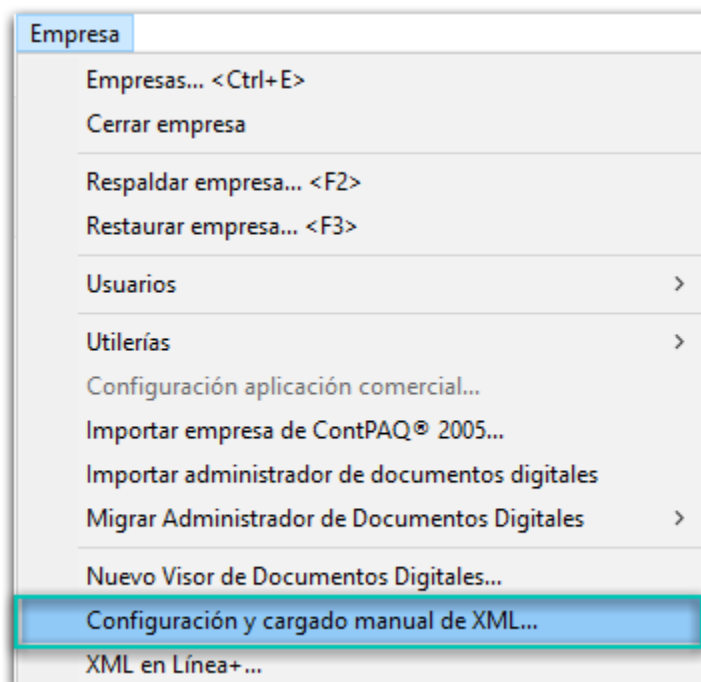 Empresa
Empresas... <Ctrl+E>
Cerrar empresa
Respaldar empresa... <F2>
Restaurar empresa... <F3>
Usuarios
Utilerías
Configuración aplicación comercial...
Importar empresa de ContPAQ® 2005...
Importar administrador de documentos digitales
Migrar Administrador de Documentos Digitales
Nuevo Visor de Documentos Digitales...
Configuración y cargado manual de XML...
XML en Línea+...